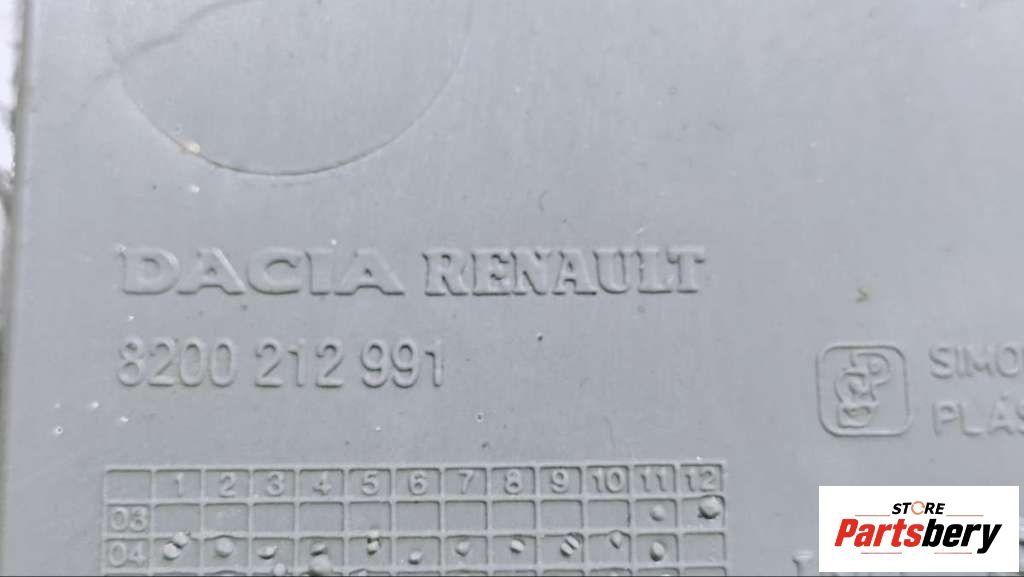 DACIA RENAULT
8200 212 991
1 2 3 4 5 6 7 8 9 10 11 12
03
04
STORE
Partsbery